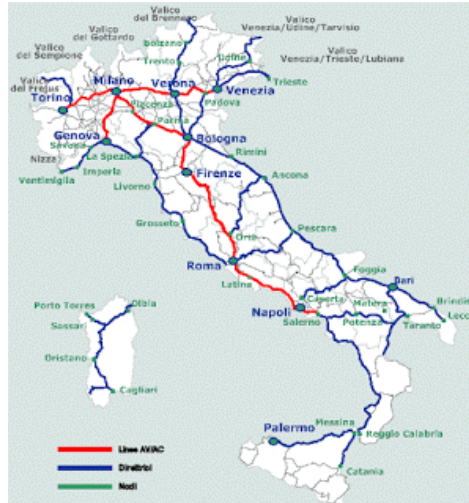 Valico
del Brennero
Valico
Venezia/Udine/Tarvisio
Valico
del Gottardo
Valico
del Sempione
bolzano
Trento
Udine
Valico
Venezia/Trieste/Lubiana
Valico
del Frejus
Milano
Verona
Venezia
Trieste
Torino
Padova
Piacenza
Parma
Genova
Savona
Bologna
Nizza
La Spezia
Rimini
Imperia
Ventimiglia
Firenze
Livorno
Ancona
Grosseto
Orte
Pescara
Roma
Latina
Foggia
Bari
Caserta
Matera
Brindisi
Napoli
Salerno
Potenza
Taranto
Lecce
Porto Torres
Olbia
Sassari
Oristano
Cagliari
Messina
Palermo
Reggio Calabria
Catania
Linee AV/AC
Direttrici
Nodi